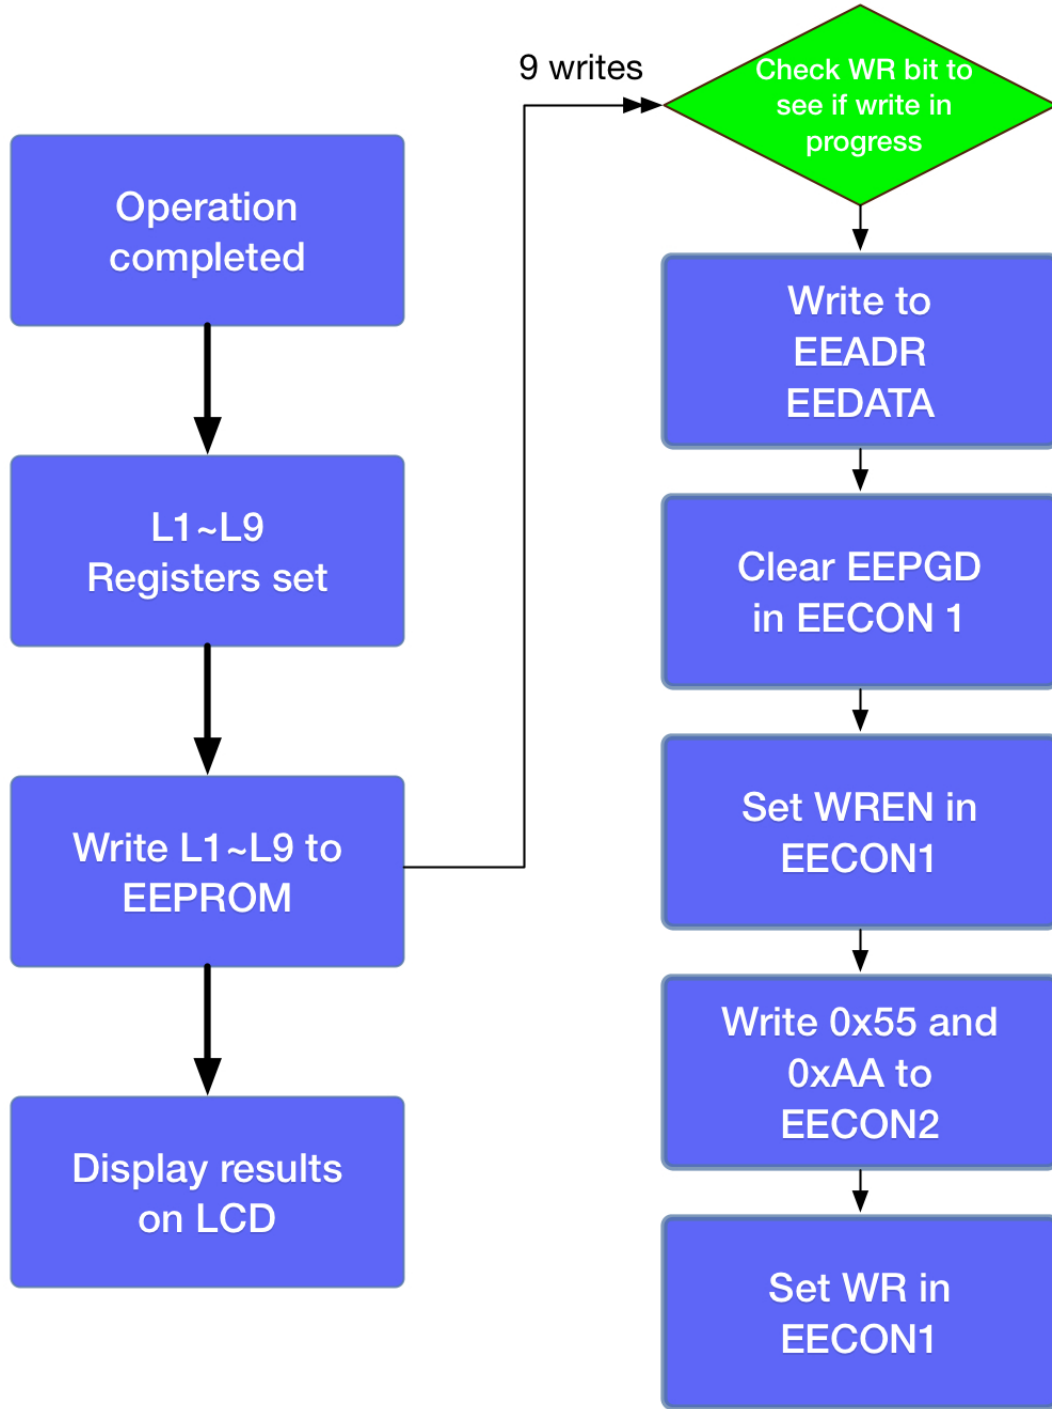 Operation
completed
L1~L9
Registers set
Write L1~L9 to
EEPROM
Display results
on LCD
9 writes
Check WR bit to
see if write in
progress
Write to
EEADR
EEDATA
Clear EEPGD
in EECON 1
Set WREN in
EECON1
Write 0x55 and
0xAA to
EECON2
Set WR in
EECON1